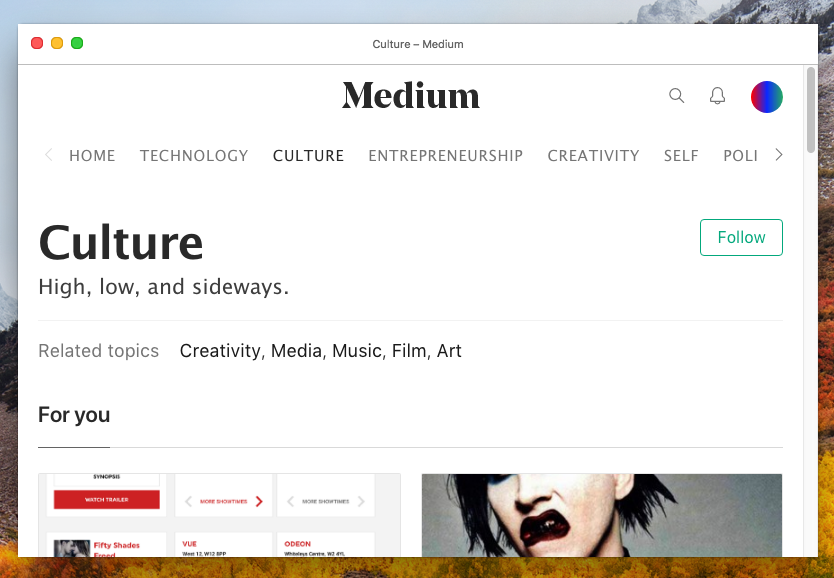 Culture – Medium
Medium
HOME TECHNOLOGY CULTURE ENTREPRENEURSHIP CREATIVITY SELF POLI
Culture
Follow
High, low, and sideways.
Related topics Creativity, Media, Music, Film, Art
For you
SYNOPSIS
WATCH TRAILER
MORE SHOWTIMES
MORE SHOWTIMES
Fifty Shades
Freed
VUE
West 12, W12 8PP
ODEON
Whiteleys Centre, W2 4YL